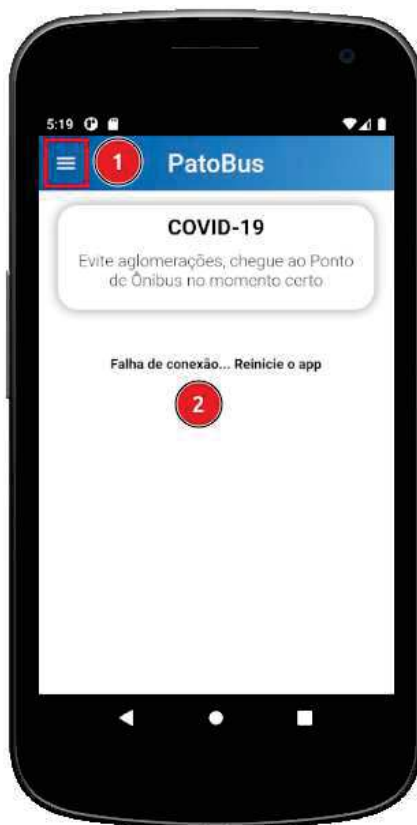 5:19
1 PatoBus
COVID-19
Evite aglomerações, chegue ao Ponto
de Ônibus no momento certo
Falha de conexão... Reinicie o app
2